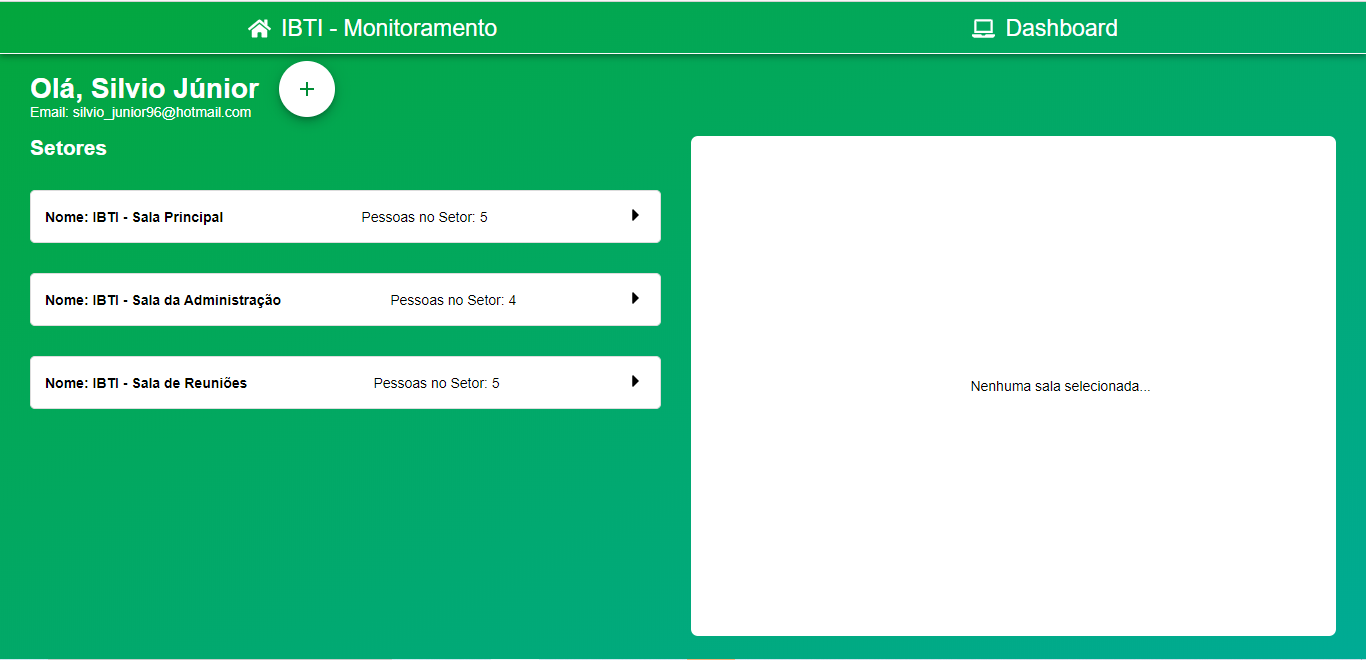 IBTI - Monitoramento
Dashboard
Olá, Silvio Júnior
+
Email: silvio_junior96@hotmail.com
Setores
Nome: IBTI - Sala Principal Pessoas no Setor: 5
Nome: IBTI - Sala da Administração Pessoas no Setor: 4
Nome: IBTI - Sala de Reuniões Pessoas no Setor: 5
Nenhuma sala selecionada...